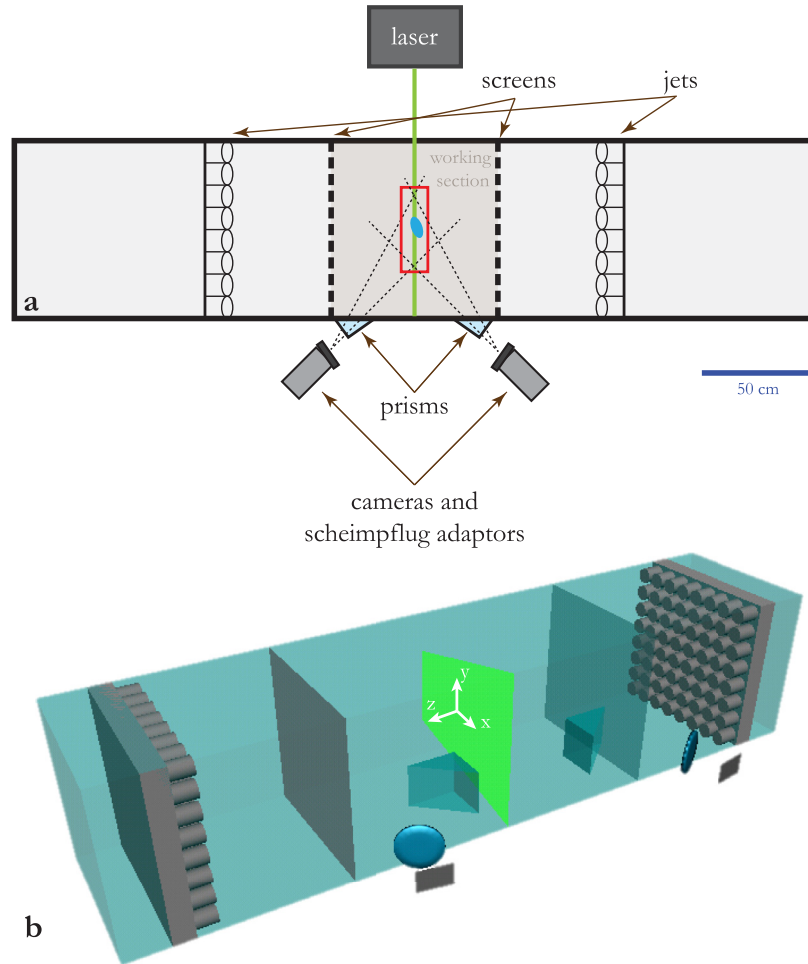 laser
screens
jets
working
section
a
prisms
50 cm
cameras and
scheimpflug adaptors
y
z
x
b